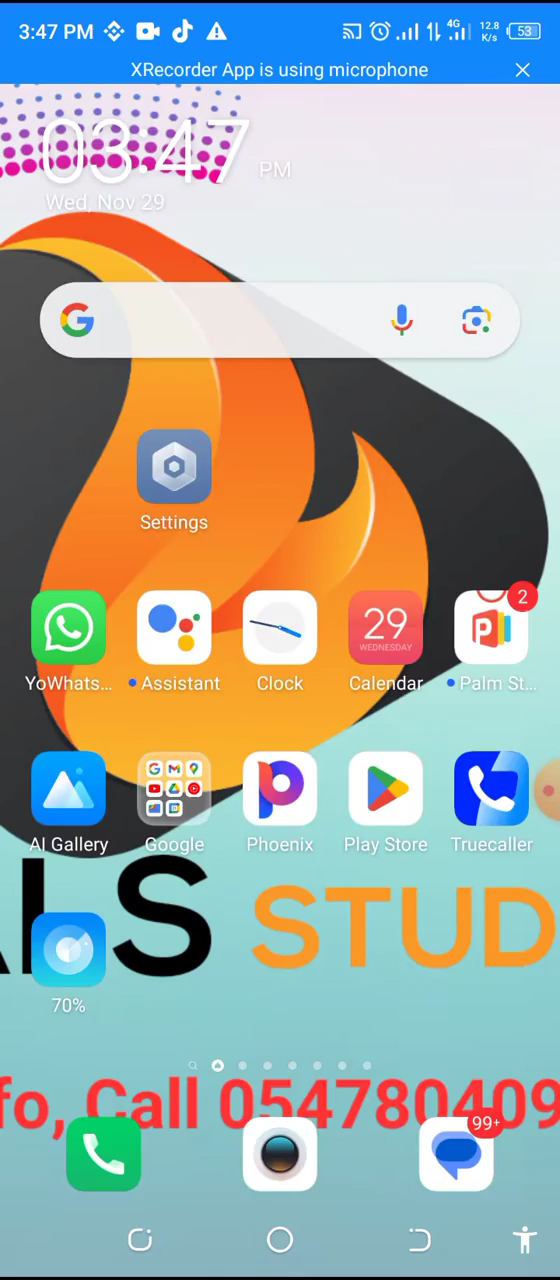 3:47 PM
4G
12.8
K/s
53
XRecorder App is using microphone
03:47 PM
Wed, Nov 29
Settings
29
WEDNESDAY
2
YoWhats...
Assistant
Clock
Calendar
Palm St...
AI Gallery
Google
Phoenix
Play Store
Truecaller
LS STUD
70%
fo, Call 054780409
99+